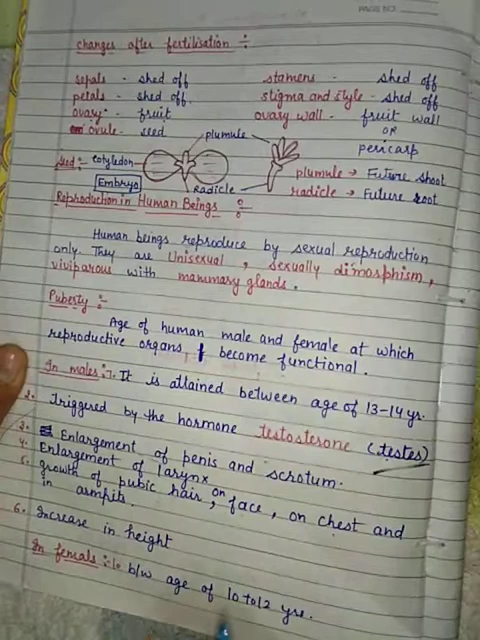 changes after fertilisation :-
sepals - shed off stamens - shed off
petals - shed off. stigma and style - shed off
ovary - fruit ovary wall - fruit wall
ovule - seed OR
plumule pericarp
Seed :- cotyledon
Embryo Radicle
plumule → Future shoot
radicle → Future root
Reproduction in Human Beings :-
Human beings reproduce by sexual reproduction
only. They are Unisexual, sexually dimorphism,
viviparous with mammary glands.
Puberty :-
Age of human male and female at which
reproductive organs become functional.
In males :- 1. It is attained between age of 13-14 yr.
2. Triggered by the hormone testosterone (testes)
3. Enlargement of penis and scrotum.
4. Enlargement of larynx
5. growth of pubic hair, on face, on chest and
in armpits.
6. Increase in height
In femals :- 1. b/w age of 10 to 12 yrs.